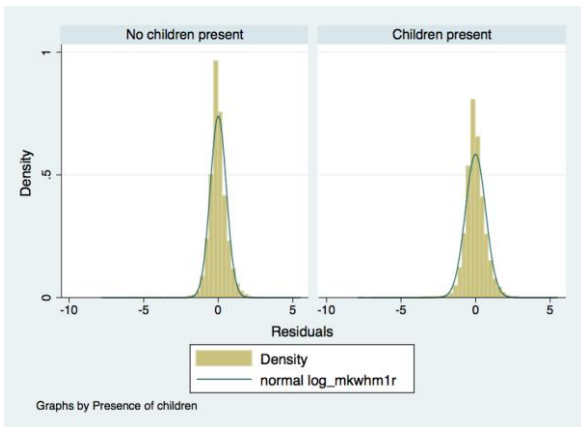 No children present
Children present
Density
1
.5
0
-10 -5 0 5
-10 -5 0 5
Residuals
Density
normal log_mkwhm1r
Graphs by Presence of children